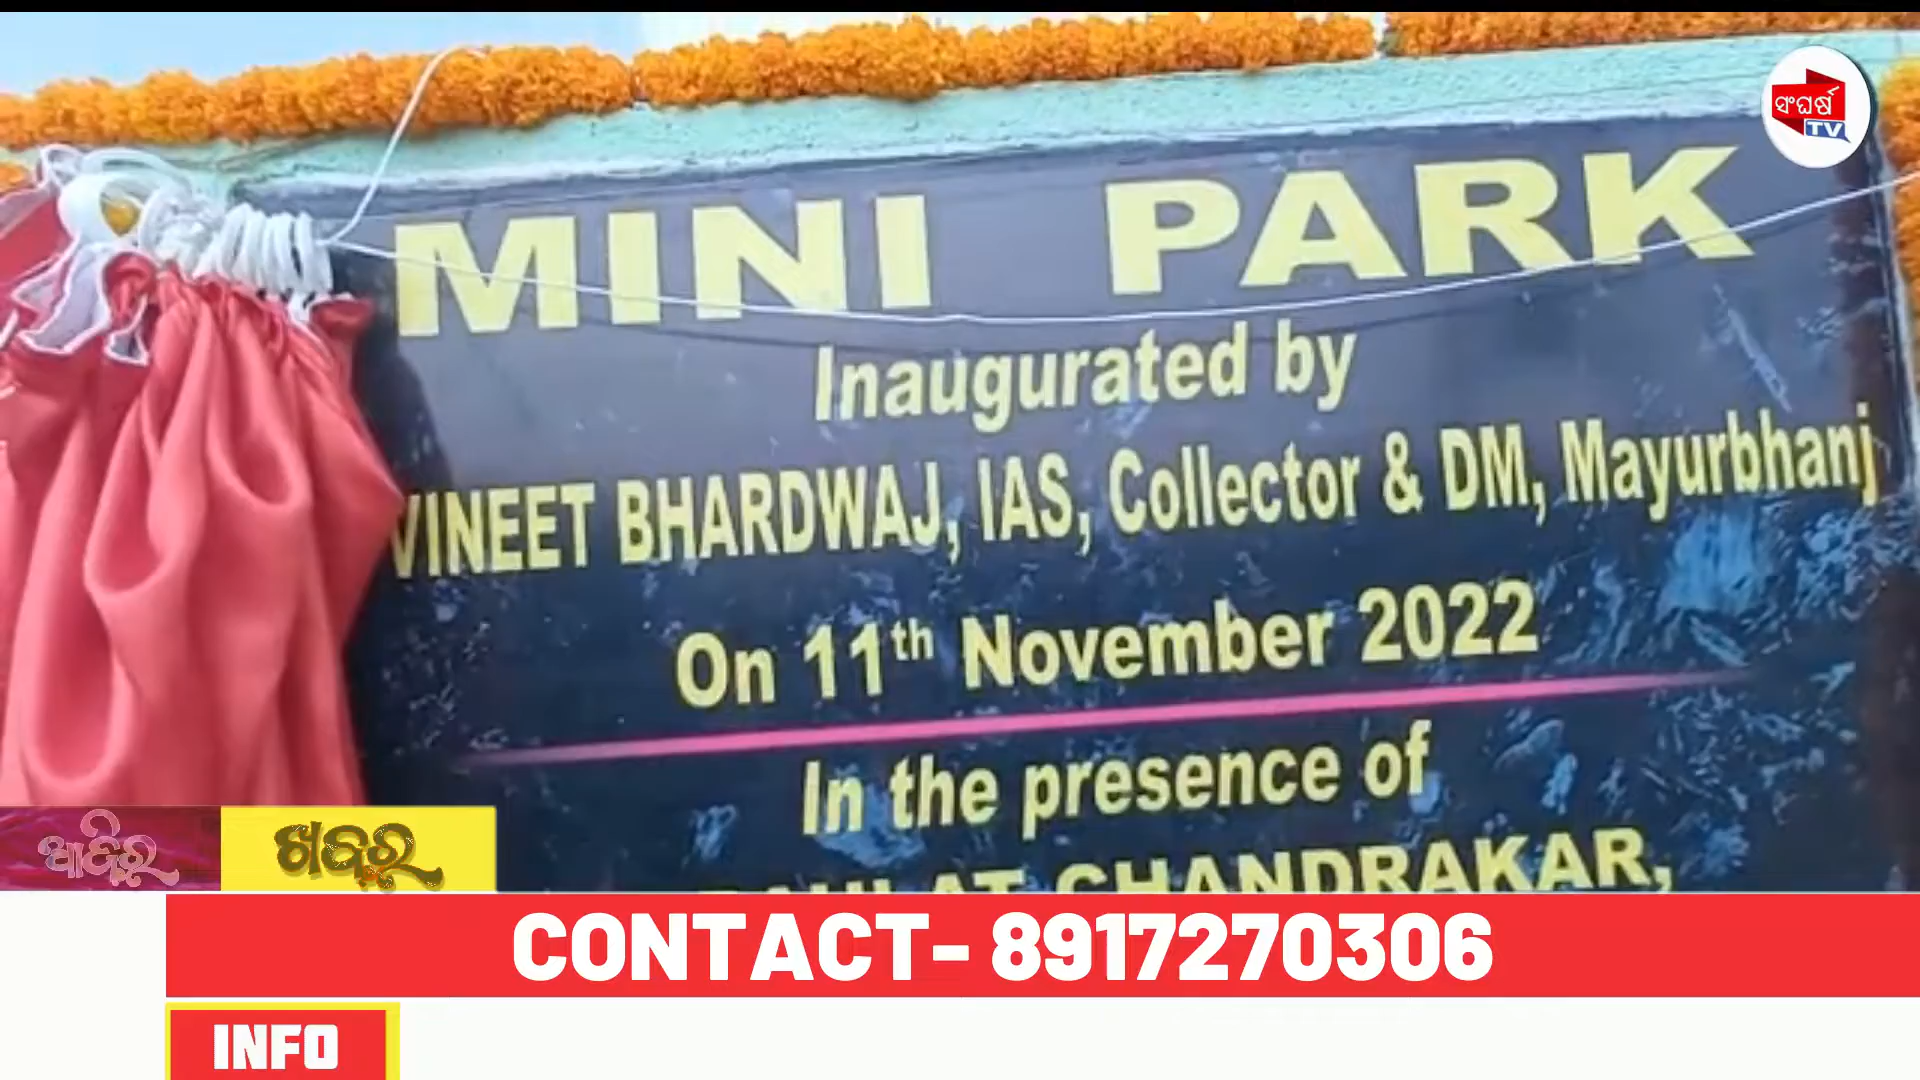 ସଂଘର୍ଷ
TV
MINI PARK
Inaugurated by
VINEET BHARDWAJ, IAS, Collector & DM, Mayurbhanj
On 11th November 2022
In the presence of
CHANDRAKAR,
ଆଜିର ଖବର
CONTACT- 8917270306
INFO